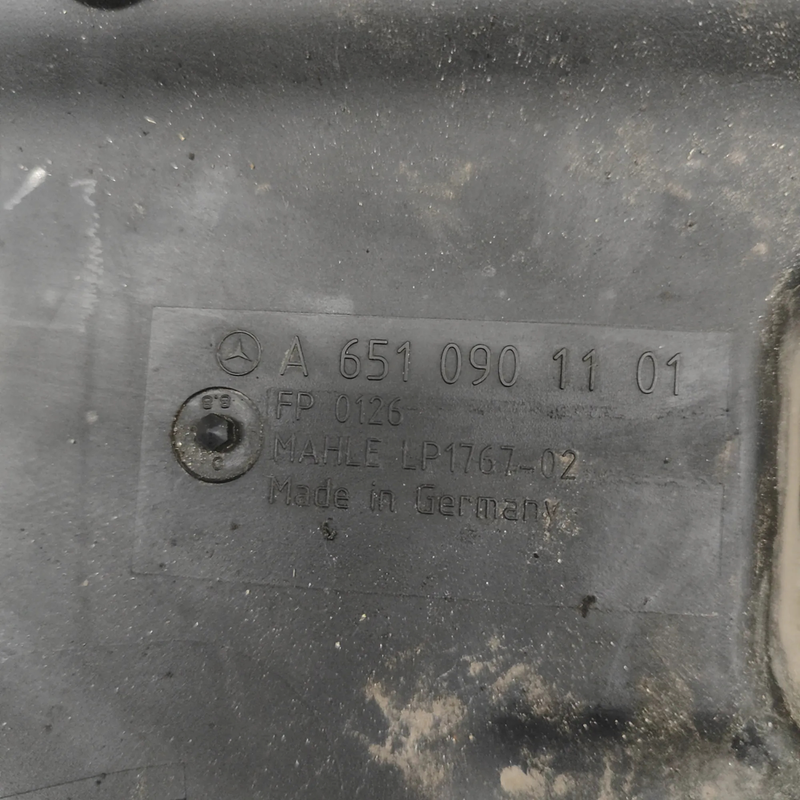 A 651 090 11 01
FP 0126
MAHLE LP1767-02
Made in Germany